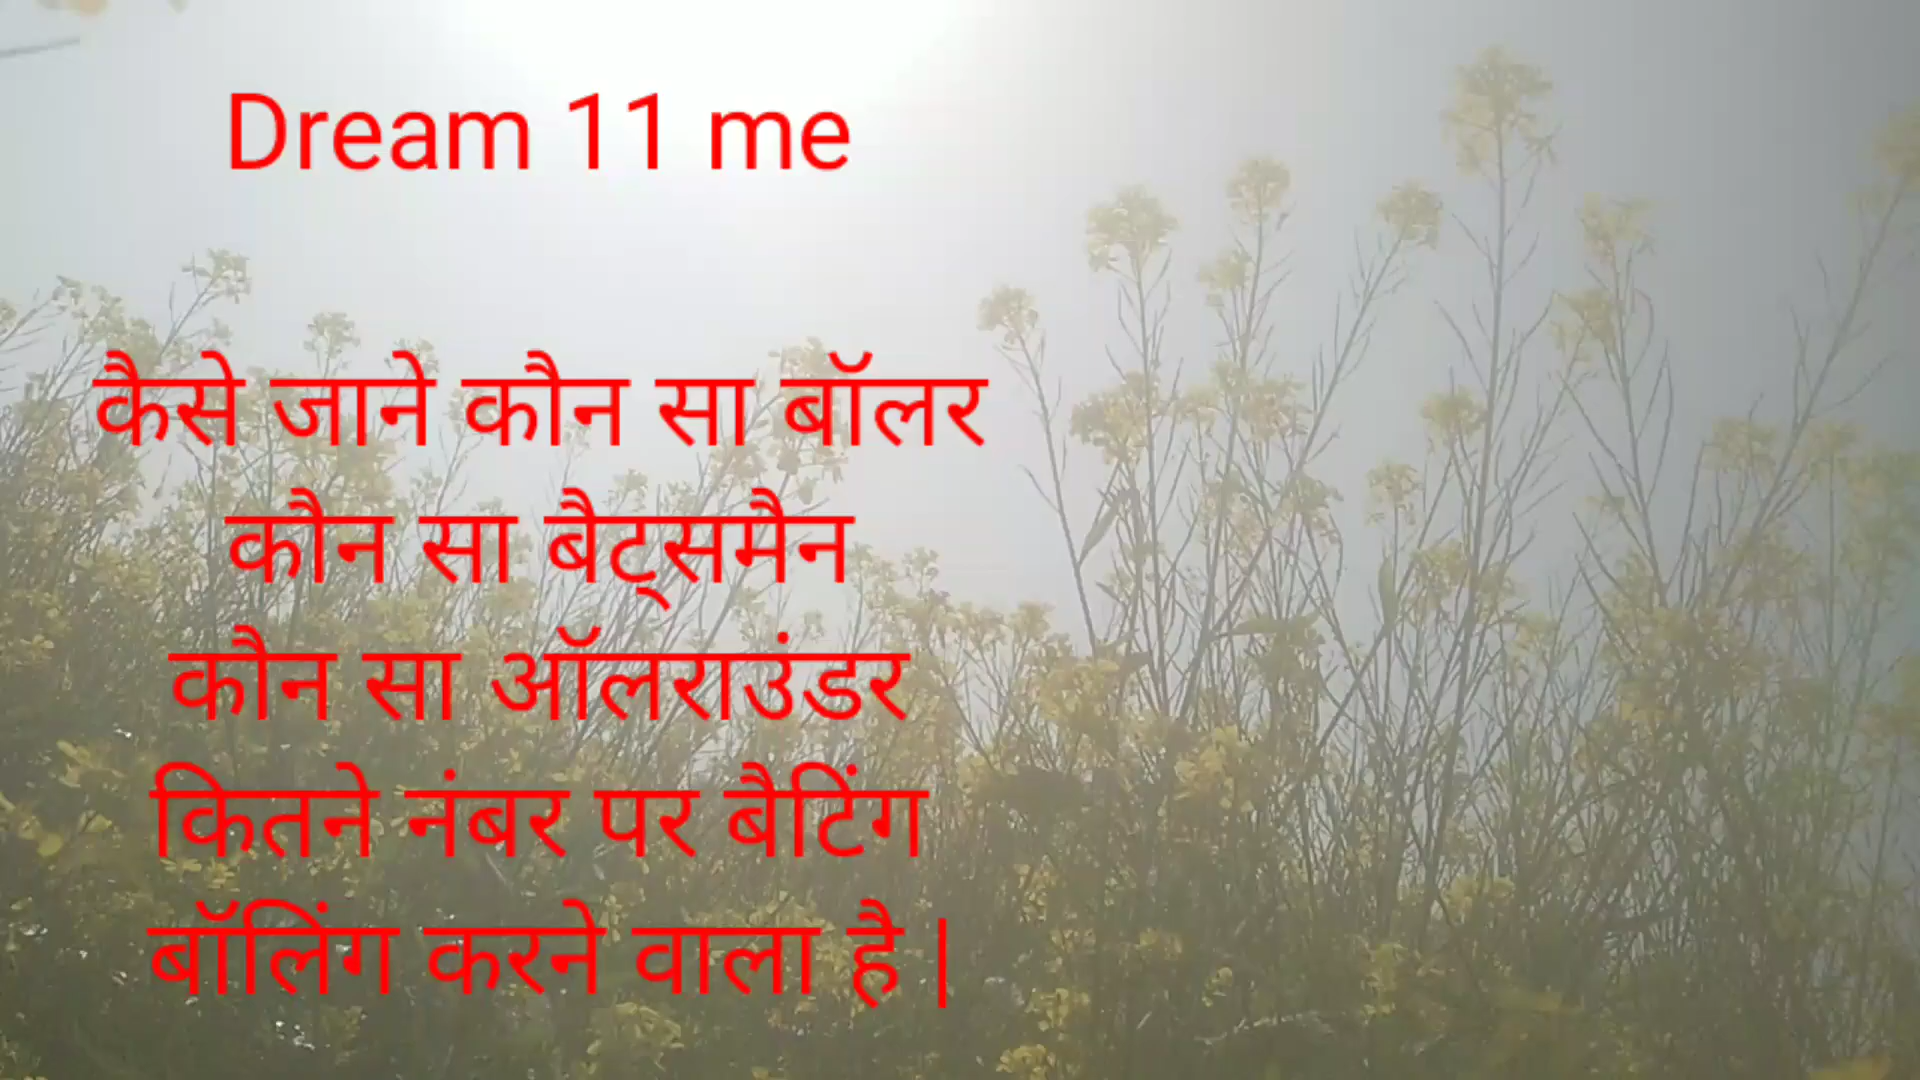 Dream 11 me
कैसे जाने कौन सा बॉलर
कौन सा बैट्समैन
कौन सा ऑलराउंडर
कितने नंबर पर बैटिंग
बॉलिंग करने वाला है |